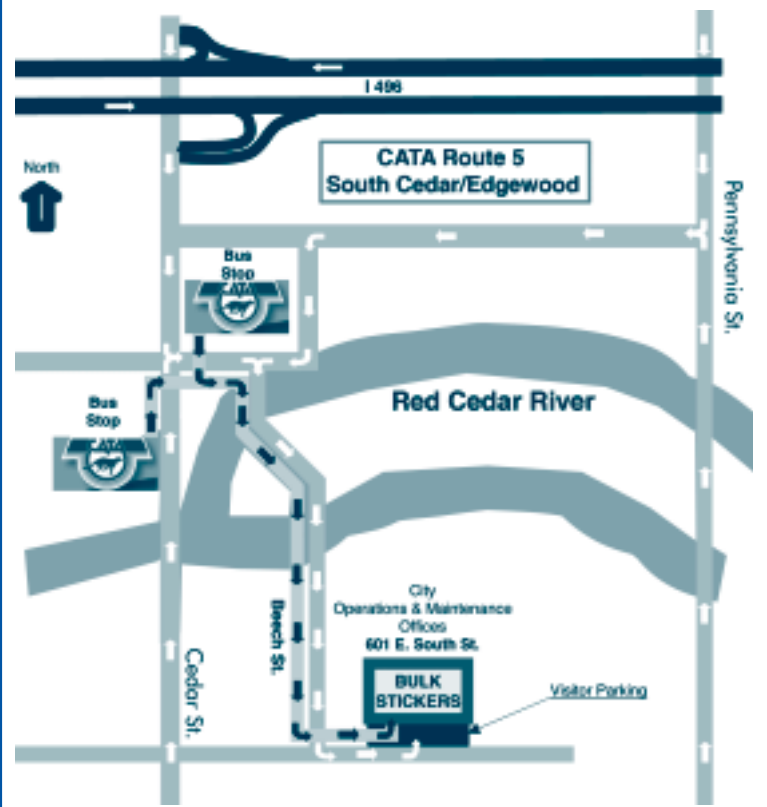 I 496
North
CATA Route 5
South Cedar/Edgewood
Pennsylvania St.
Bus
Stop
CATA
Red Cedar River
Bus
Stop
CATA
City
Operations & Maintenance
Offices
601 E. South St.
Beech St.
BULK
STICKERS
Visitor Parking
Cedar St.